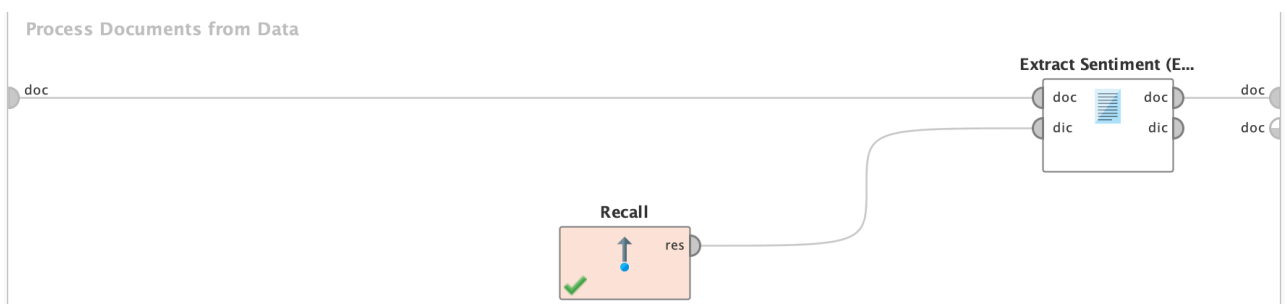 Process Documents from Data
Extract Sentiment (E...
doc
doc
doc
doc
dic
dic
doc
Recall
res